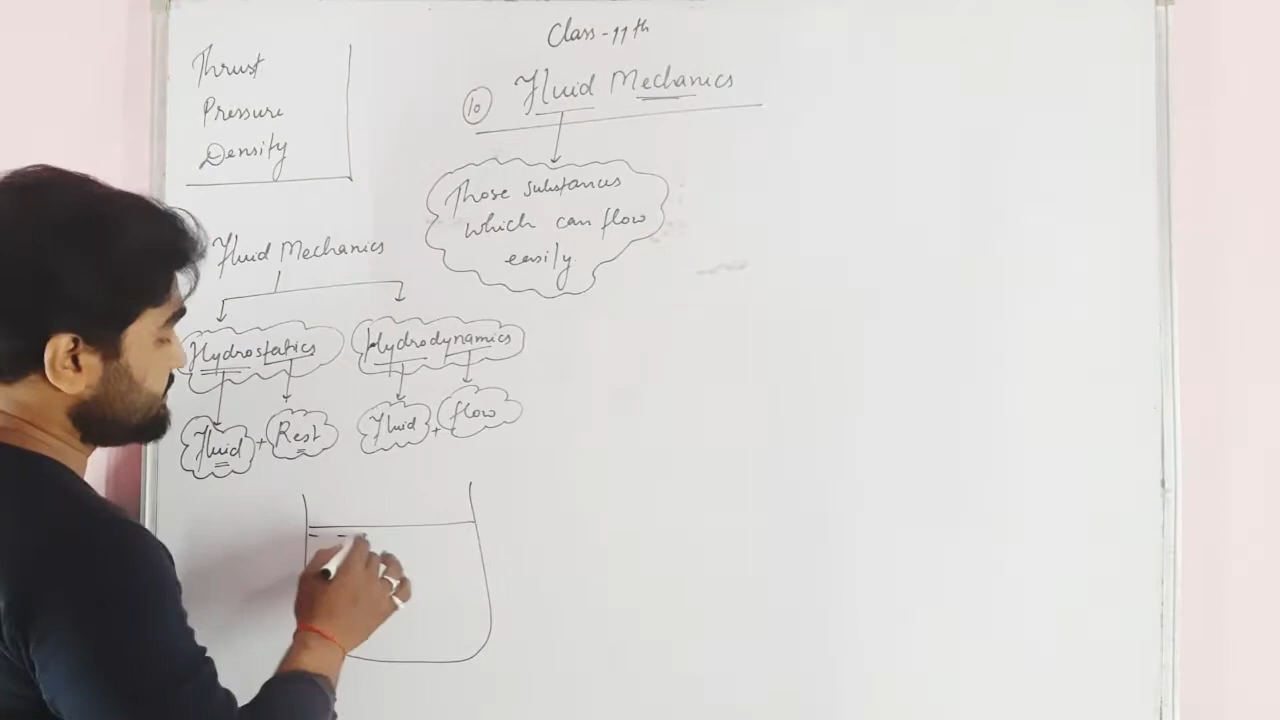 Class-11th
10 Fluid Mechanics
Thrust
Pressure
Density
Those substances
which can flow
easily.
Fluid Mechanics
Hydrostatics Hydrodynamics
Fluid + Rest Fluid + flow